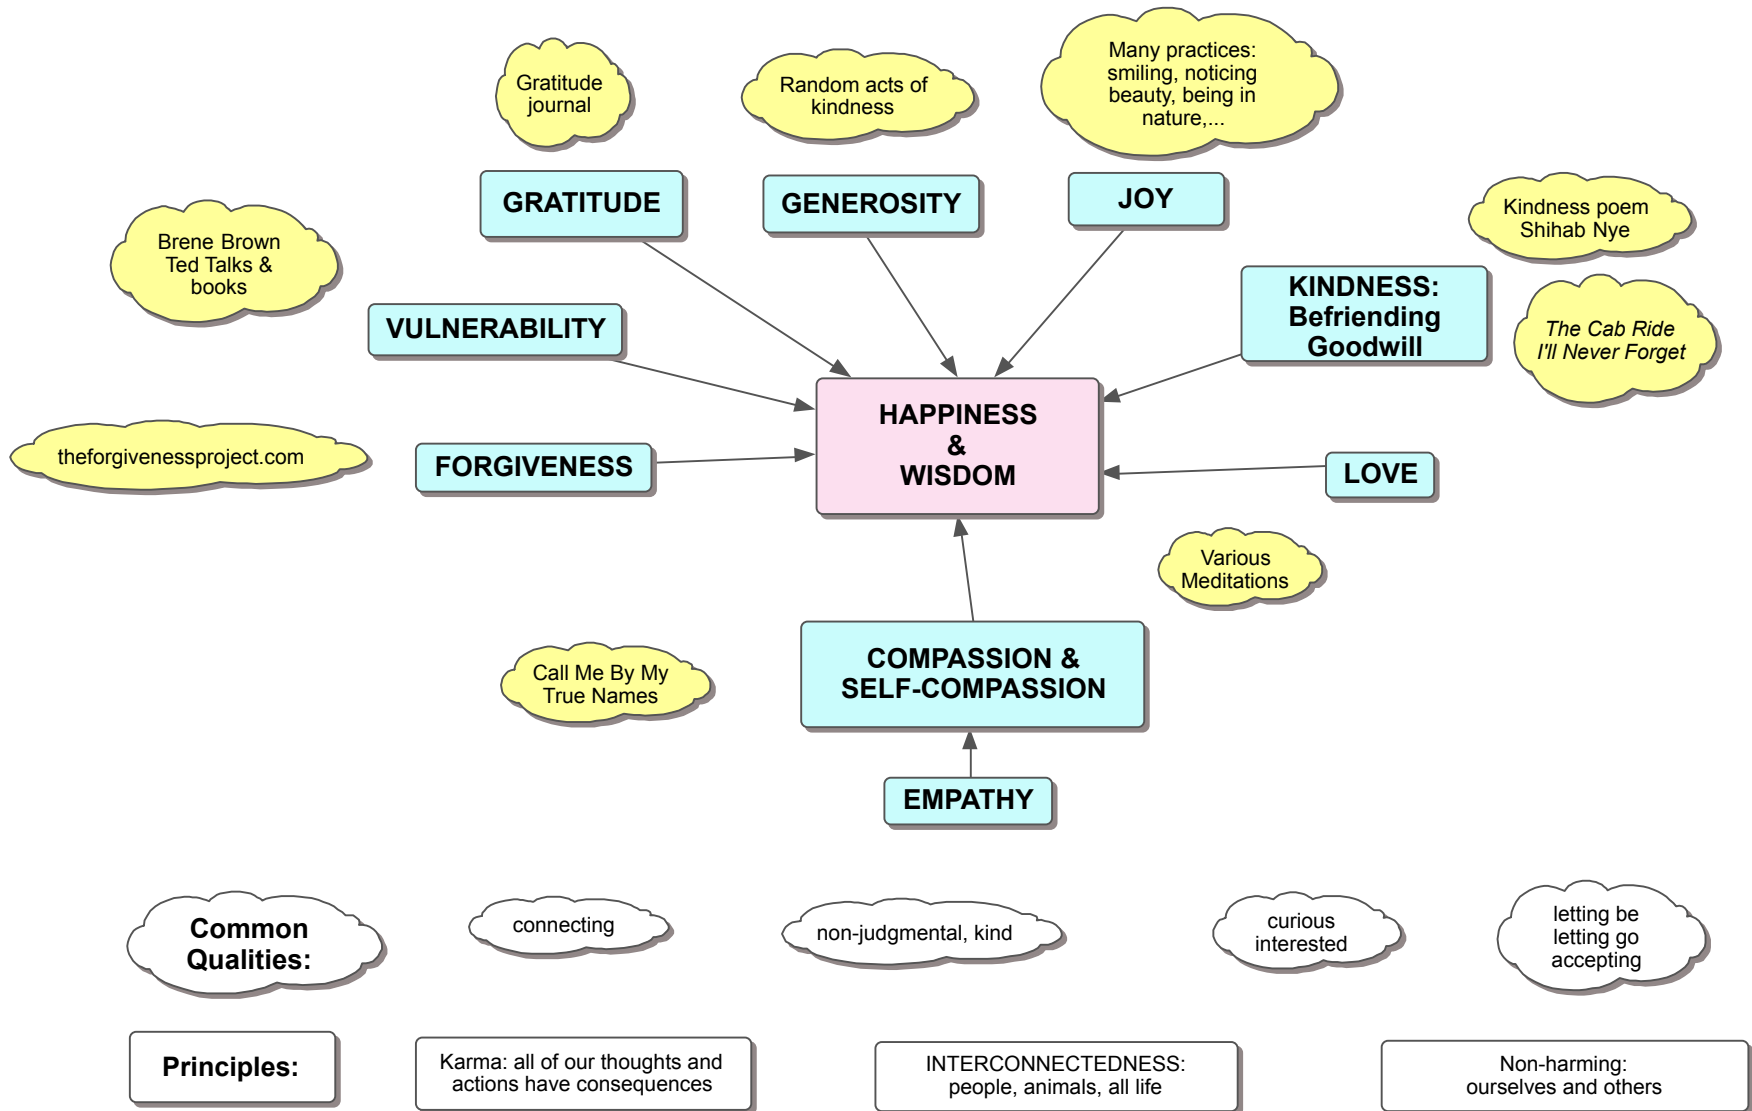 Gratitude
journal
Random acts of
kindness
Many practices:
smiling, noticing
beauty, being in
nature,...
GRATITUDE
GENEROSITY
JOY
Kindness poem
Shihab Nye
Brene Brown
Ted Talks &
books
VULNERABILITY
KINDNESS:
Befriending
Goodwill
The Cab Ride
I'll Never Forget
HAPPINESS
&
WISDOM
theforgivenessproject.com
FORGIVENESS
LOVE
Various
Meditations
COMPASSION &
SELF-COMPASSION
Call Me By My
True Names
EMPATHY
Common
Qualities:
connecting
non-judgmental, kind
curious
interested
letting be
letting go
accepting
Principles:
Karma: all of our thoughts and
actions have consequences
INTERCONNECTEDNESS:
people, animals, all life
Non-harming:
ourselves and others